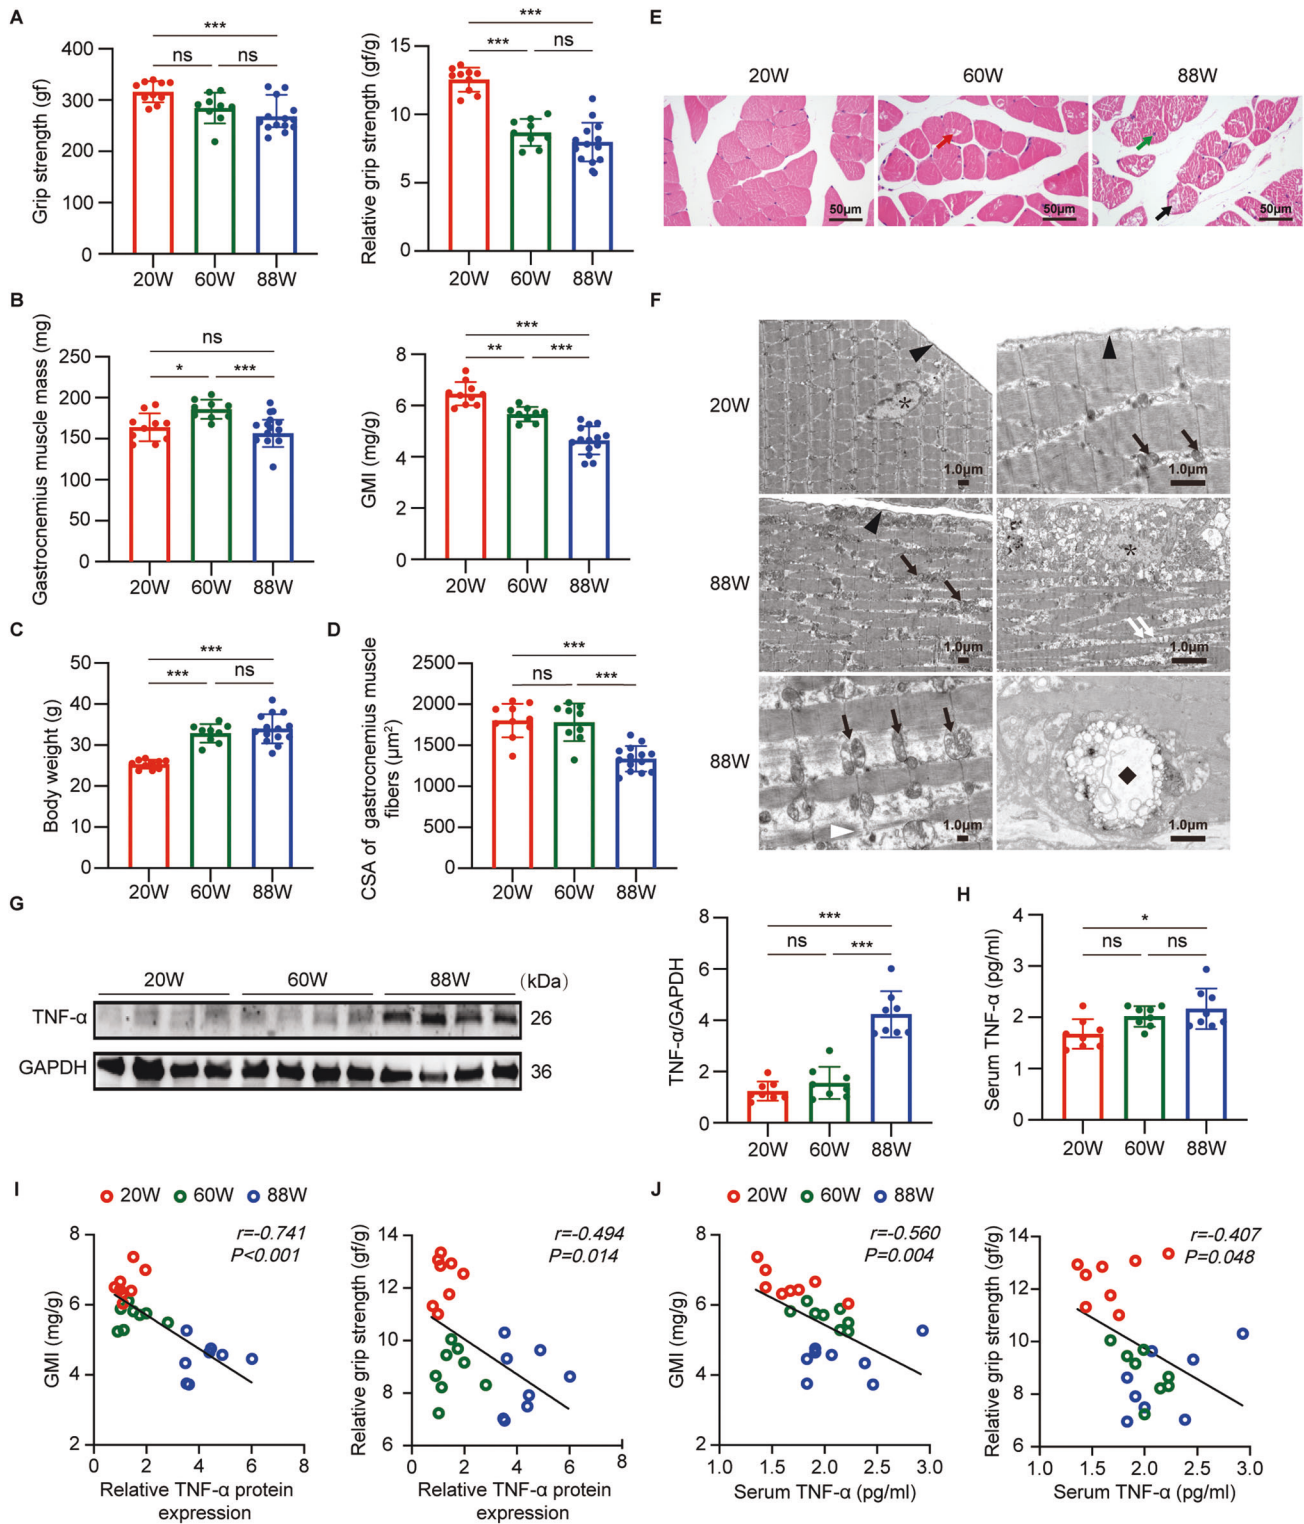 A
***
ns ns
400
300
200
100
0
Grip strength (gf)
20W 60W 88W
***
*** ns
15
10
5
0
Relative grip strength (gf/g)
20W 60W 88W
E
20W 60W 88W
50μm 50μm 50μm
B
ns
* ***
250
200
150
100
50
0
Gastrocnemius muscle mass (mg)
20W 60W 88W
***
** ***
8
6
4
2
0
GMI (mg/g)
20W 60W 88W
F
20W
*
1.0μm 1.0μm
88W
*
1.0μm 1.0μm
88W
1.0μm 1.0μm
C
***
*** ns
50
40
30
20
10
0
Body weight (g)
20W 60W 88W
D
***
ns ***
2500
2000
1500
1000
500
0
CSA of gastrocnemius muscle
fibers (μm²)
20W 60W 88W
G
20W 60W 88W (kDa)
TNF-α 26
GAPDH 36
***
ns ***
8
6
4
2
0
TNF-α/GAPDH
20W 60W 88W
H
*
ns ns
4
3
2
1
0
Serum TNF-α (pg/ml)
20W 60W 88W
I
20W 60W 88W
r=-0.741
P<0.001
8
6
4
2
GMI (mg/g)
0 2 4 6 8
Relative TNF-α protein
expression
r=-0.494
P=0.014
14
12
10
8
6
Relative grip strength (gf/g)
0 2 4 6 8
Relative TNF-α protein
expression
J
20W 60W 88W
r=-0.560
P=0.004
8
6
4
2
GMI (mg/g)
1.0 1.5 2.0 2.5 3.0
Serum TNF-α (pg/ml)
r=-0.407
P=0.048
14
12
10
8
6
Relative grip strength (gf/g)
1.0 1.5 2.0 2.5 3.0
Serum TNF-α (pg/ml)